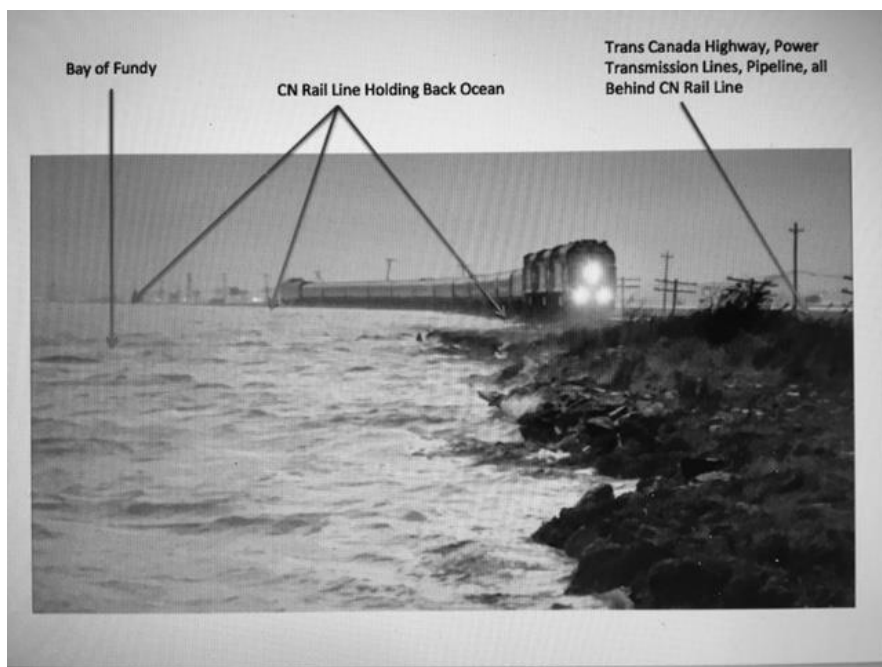 Bay of Fundy
CN Rail Line Holding Back Ocean
Trans Canada Highway, Power
Transmission Lines, Pipeline, all
Behind CN Rail Line